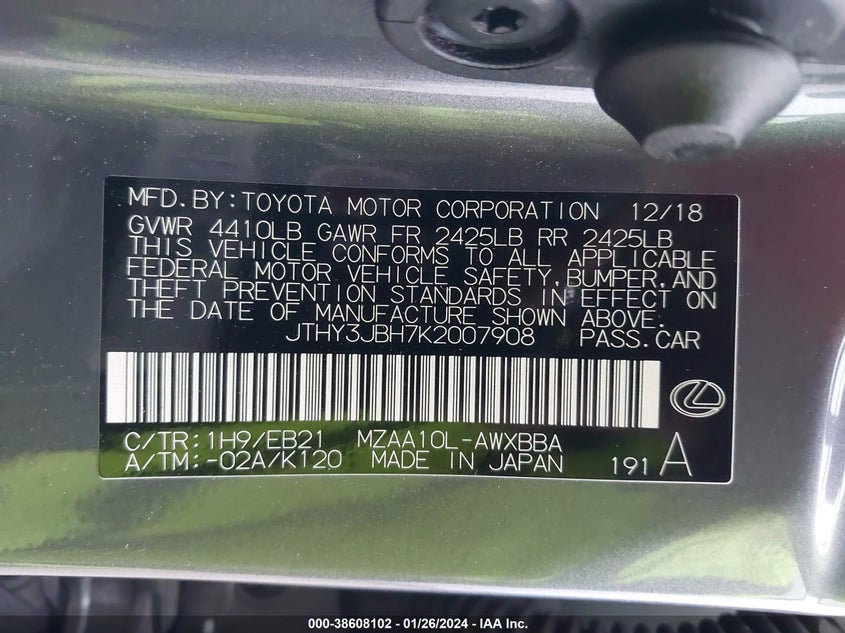 MFD.BY:TOYOTA MOTOR CORPORATION 12/18
GVWR 4410LB GAWR FR 2425LB RR 2425LB
THIS VEHICLE CONFORMS TO ALL APPLICABLE
FEDERAL MOTOR VEHICLE SAFETY,BUMPER,AND
THEFT PREVENTION STANDARDS IN EFFECT ON
THE DATE OF MANUFACTURE SHOWN ABOVE.
JTHY3JBH7K2007908 PASS.CAR
C/TR:1H9/EB21 MZAA10L-AWXBBA
A/TM:-02A/K120 MADE IN JAPAN 191 A
000-38608102 - 01/26/2024 - IAA Inc.